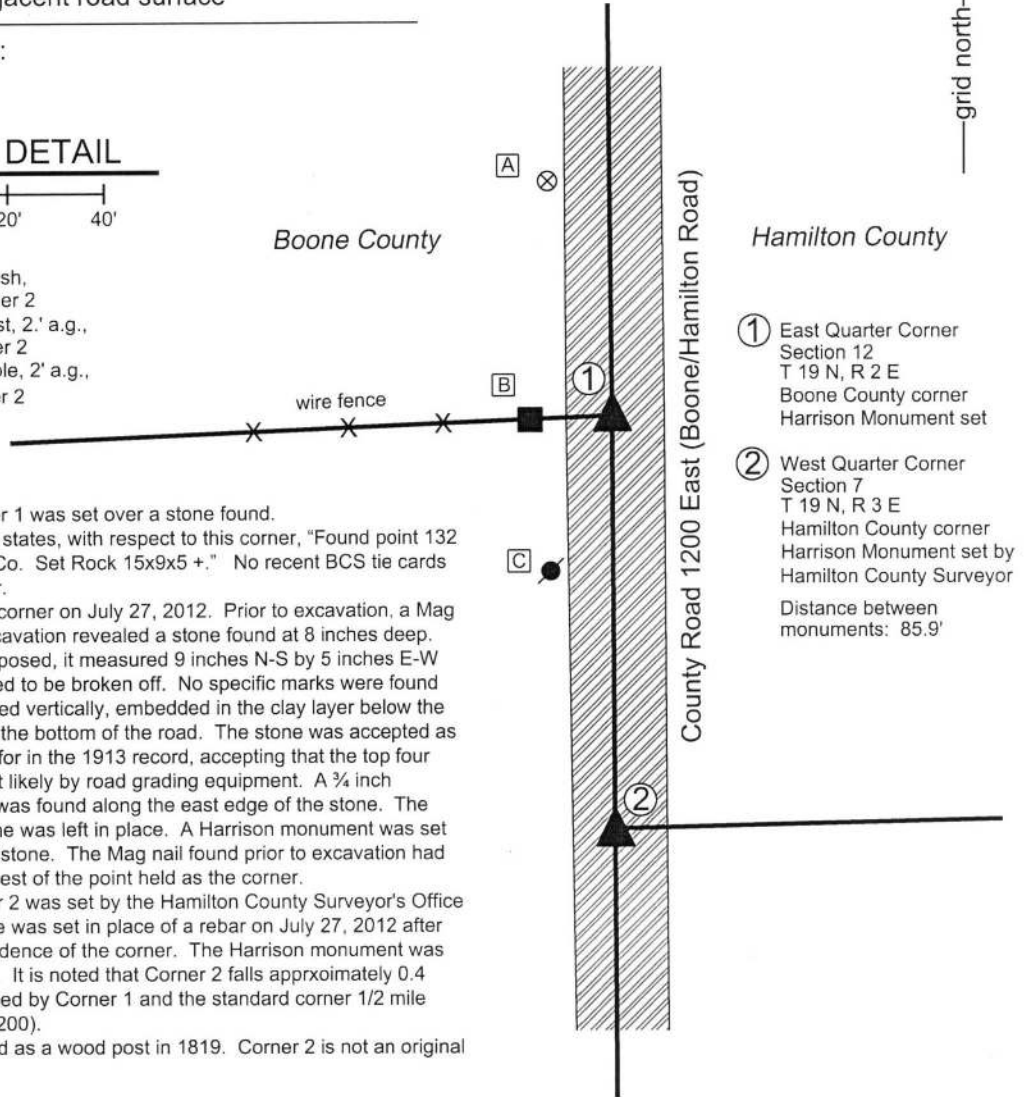 jacent road surface
:
DETAIL
20'
40'
sh,
er 2
st, 2.' a.g.,
er 2
ole, 2' a.g.,
r 2
Boone County
A
B
wire fence
C
1
2
County Road 1200 East (Boone/Hamilton Road)
grid north
Hamilton County
1 East Quarter Corner
Section 12
T 19 N, R 2 E
Boone County corner
Harrison Monument set
2 West Quarter Corner
Section 7
T 19 N, R 3 E
Hamilton County corner
Harrison Monument set by
Hamilton County Surveyor
Distance between
monuments: 85.9'
r 1 was set over a stone found.
states, with respect to this corner, “Found point 132
Co. Set Rock 15x9x5 +.” No recent BCS tie cards
r.
corner on July 27, 2012. Prior to excavation, a Mag
cavation revealed a stone found at 8 inches deep.
posed, it measured 9 inches N-S by 5 inches E-W
ed to be broken off. No specific marks were found
ed vertically, embedded in the clay layer below the
the bottom of the road. The stone was accepted as
for in the 1913 record, accepting that the top four
t likely by road grading equipment. A ¾ inch
was found along the east edge of the stone. The
ne was left in place. A Harrison monument was set
stone. The Mag nail found prior to excavation had
est of the point held as the corner.
r 2 was set by the Hamilton County Surveyor's Office
e was set in place of a rebar on July 27, 2012 after
dence of the corner. The Harrison monument was
It is noted that Corner 2 falls apprxoimately 0.4
ed by Corner 1 and the standard corner 1/2 mile
200).
d as a wood post in 1819. Corner 2 is not an original